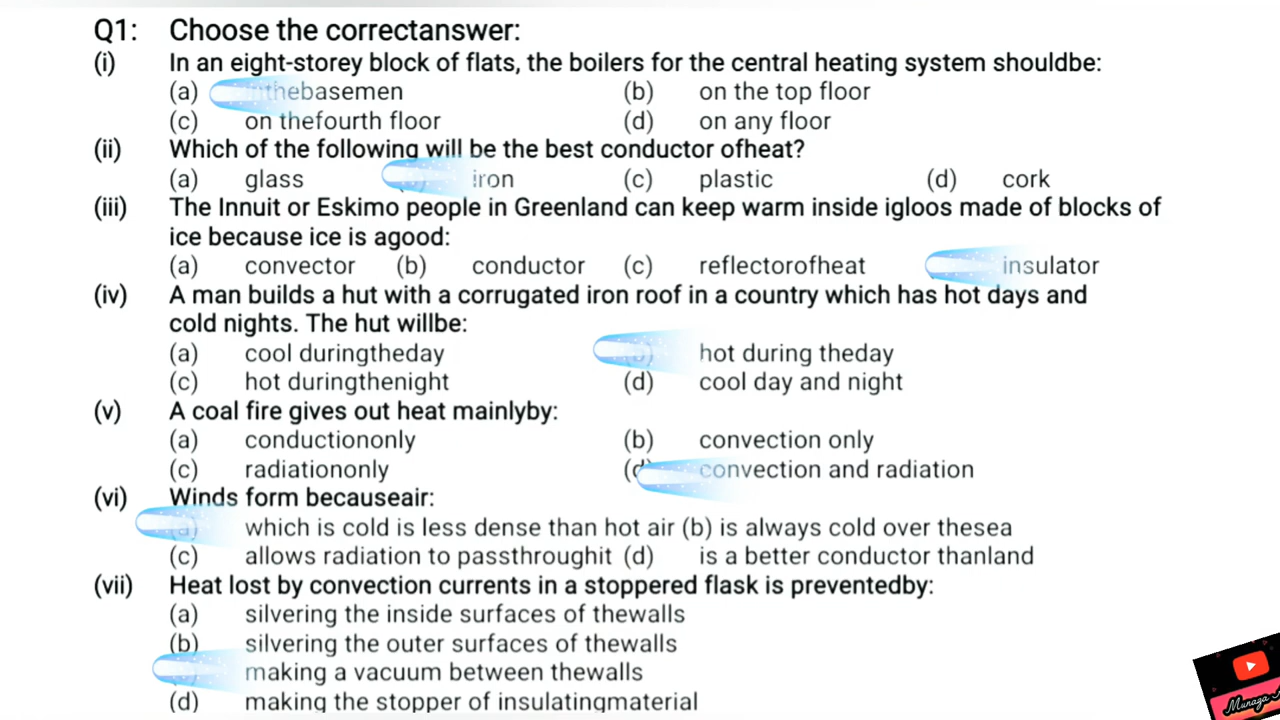 Q1: Choose the correctanswer:
(i) In an eight-storey block of flats, the boilers for the central heating system shouldbe:
(a) thebasemen (b) on the top floor
(c) on thefourth floor (d) on any floor
(ii) Which of the following will be the best conductor ofheat?
(a) glass iron (c) plastic (d) cork
(iii) The Innuit or Eskimo people in Greenland can keep warm inside igloos made of blocks of
ice because ice is agood:
(a) convector (b) conductor (c) reflectorofheat insulator
(iv) A man builds a hut with a corrugated iron roof in a country which has hot days and
cold nights. The hut willbe:
(a) cool duringtheday (b) hot during theday
(c) hot duringthenight (d) cool day and night
(v) A coal fire gives out heat mainlyby:
(a) conductiononly (b) convection only
(c) radiationonly (d) convection and radiation
(vi) Winds form becauseair:
(a) which is cold is less dense than hot air (b) is always cold over thesea
(c) allows radiation to passthroughit (d) is a better conductor thanland
(vii) Heat lost by convection currents in a stoppered flask is preventedby:
(a) silvering the inside surfaces of thewalls
(b) silvering the outer surfaces of thewalls
making a vacuum between thewalls
(d) making the stopper of insulatingmaterial
Munaza